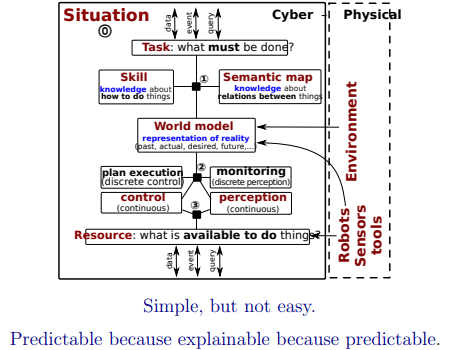 Situation
⓪
data
event
query
Cyber
Physical
Task: what must be done?
①
Skill
knowledge about
how to do things
Semantic map
knowledge about
relations between things
World model
representation of reality
(past, actual, desired, future,...)
②
plan execution
(discrete control)
monitoring
(discrete perception)
control
(continuous)
perception
(continuous)
③
Resource: what is available to do things?
data
event
query
Environment
Robots
Sensors
tools
Simple, but not easy.
Predictable because explainable because predictable.